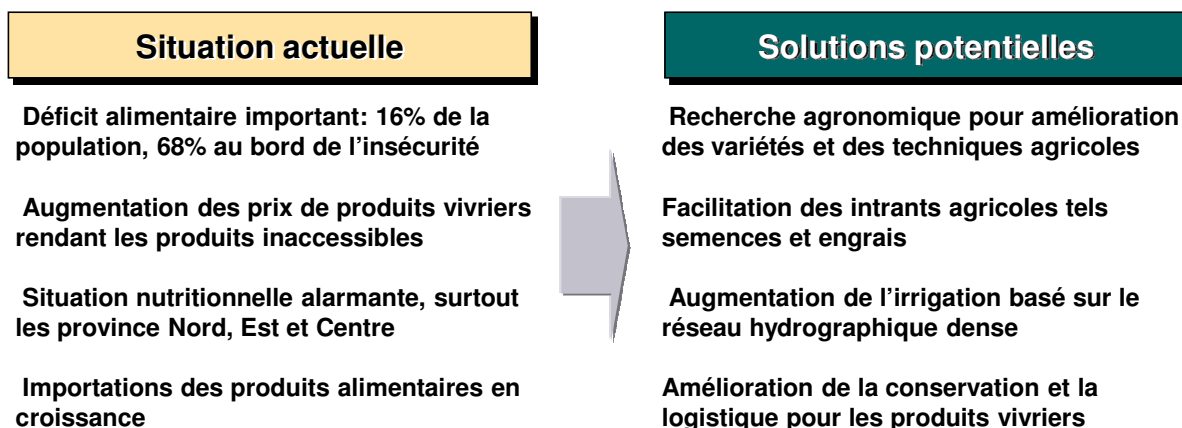 Situation actuelle
Déficit alimentaire important: 16% de la
population, 68% au bord de l’insécurité
Augmentation des prix de produits vivriers
rendant les produits inaccessibles
Situation nutritionnelle alarmante, surtout
les province Nord, Est et Centre
Importations des produits alimentaires en
croissance
Solutions potentielles
Recherche agronomique pour amélioration
des variétés et des techniques agricoles
Facilitation des intrants agricoles tels
semences et engrais
Augmentation de l’irrigation basé sur le
réseau hydrographique dense
Amélioration de la conservation et la
logistique pour les produits vivriers